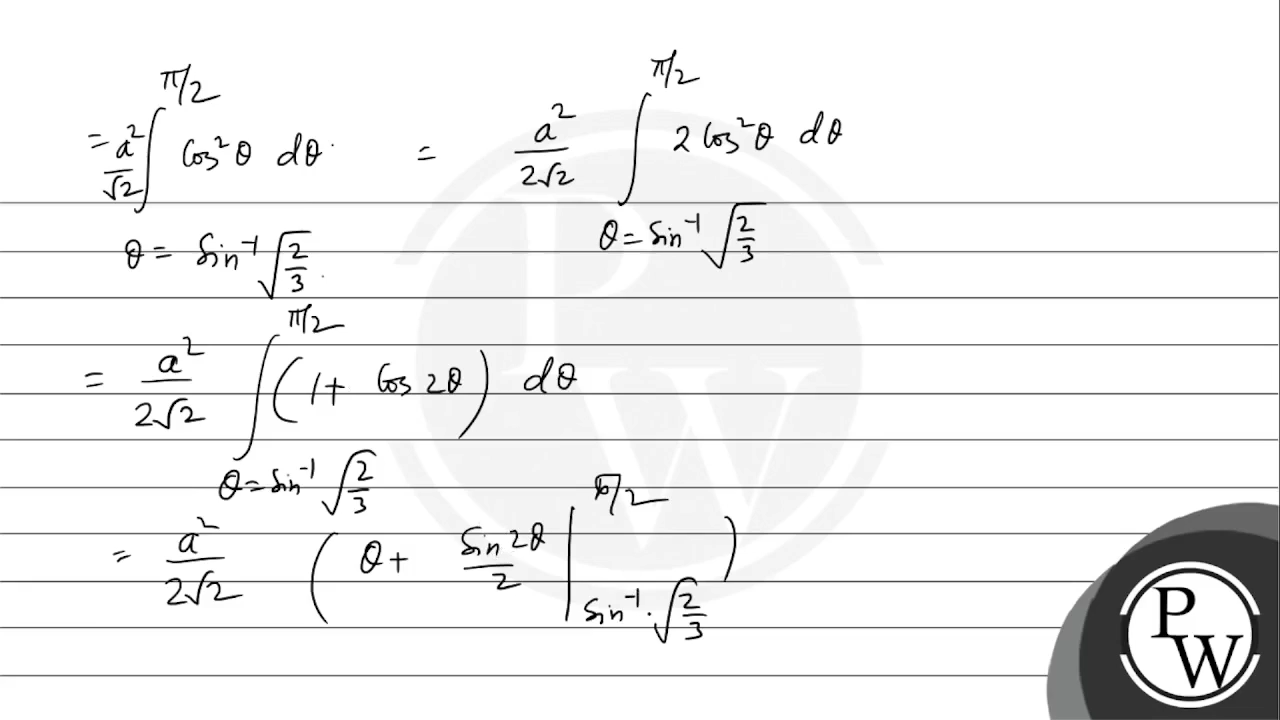 = a²/√2 ∫ cos²θ dθ = a²/2√2 ∫ 2 cos²θ dθ
π/2 π/2
θ = sin⁻¹ √2/3 θ = sin⁻¹ √2/3
π/2
= a²/2√2 ∫ (1 + cos 2θ) dθ
θ = sin⁻¹ √2/3
π/2
= a²/2√2 (θ + sin 2θ/2 | )
sin⁻¹ · √2/3
P
W